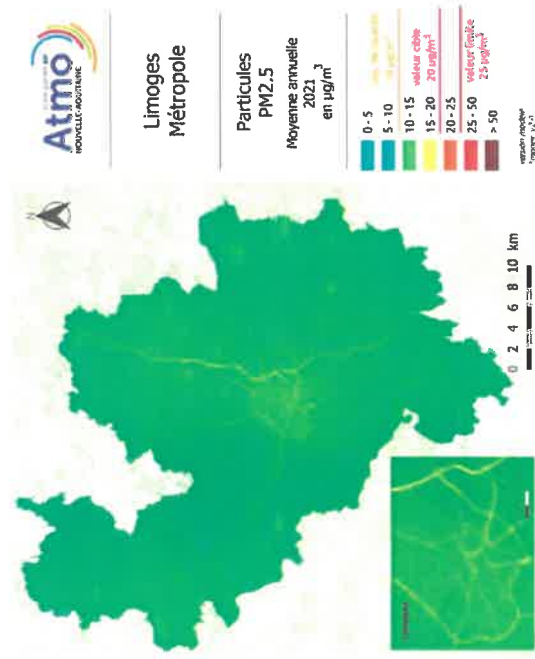 Atmo
NOUVELLE-AQUITAINE
Limoges
Métropole
Particules
PM2.5
Moyenne annuelle
2021
en µg/m³
0 - 5
5 - 10
10 - 15
15 - 20
20 - 25
25 - 50
> 50
valeur cible
20 µg/m³
valeur limite
25 µg/m³
N
0 2 4 6 8 10 km
Limoges